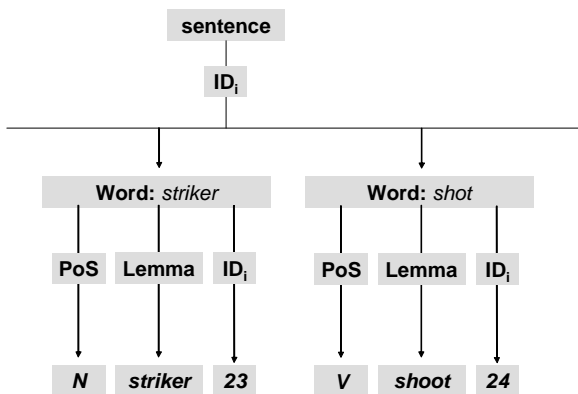 sentence
IDi
Word: striker Word: shot
PoS Lemma IDi PoS Lemma IDi
N striker 23 V shoot 24